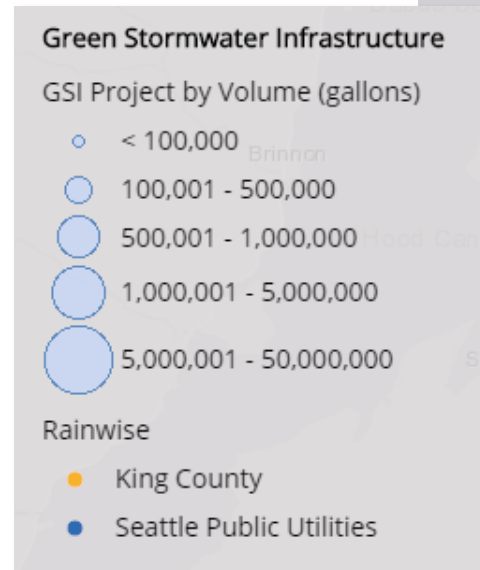 Green Stormwater Infrastructure
GSI Project by Volume (gallons)
< 100,000
Brinnon
100,001 - 500,000
500,001 - 1,000,000
Hood Can
1,000,001 - 5,000,000
5,000,001 - 50,000,000
S
Rainwise
King County
Seattle Public Utilities